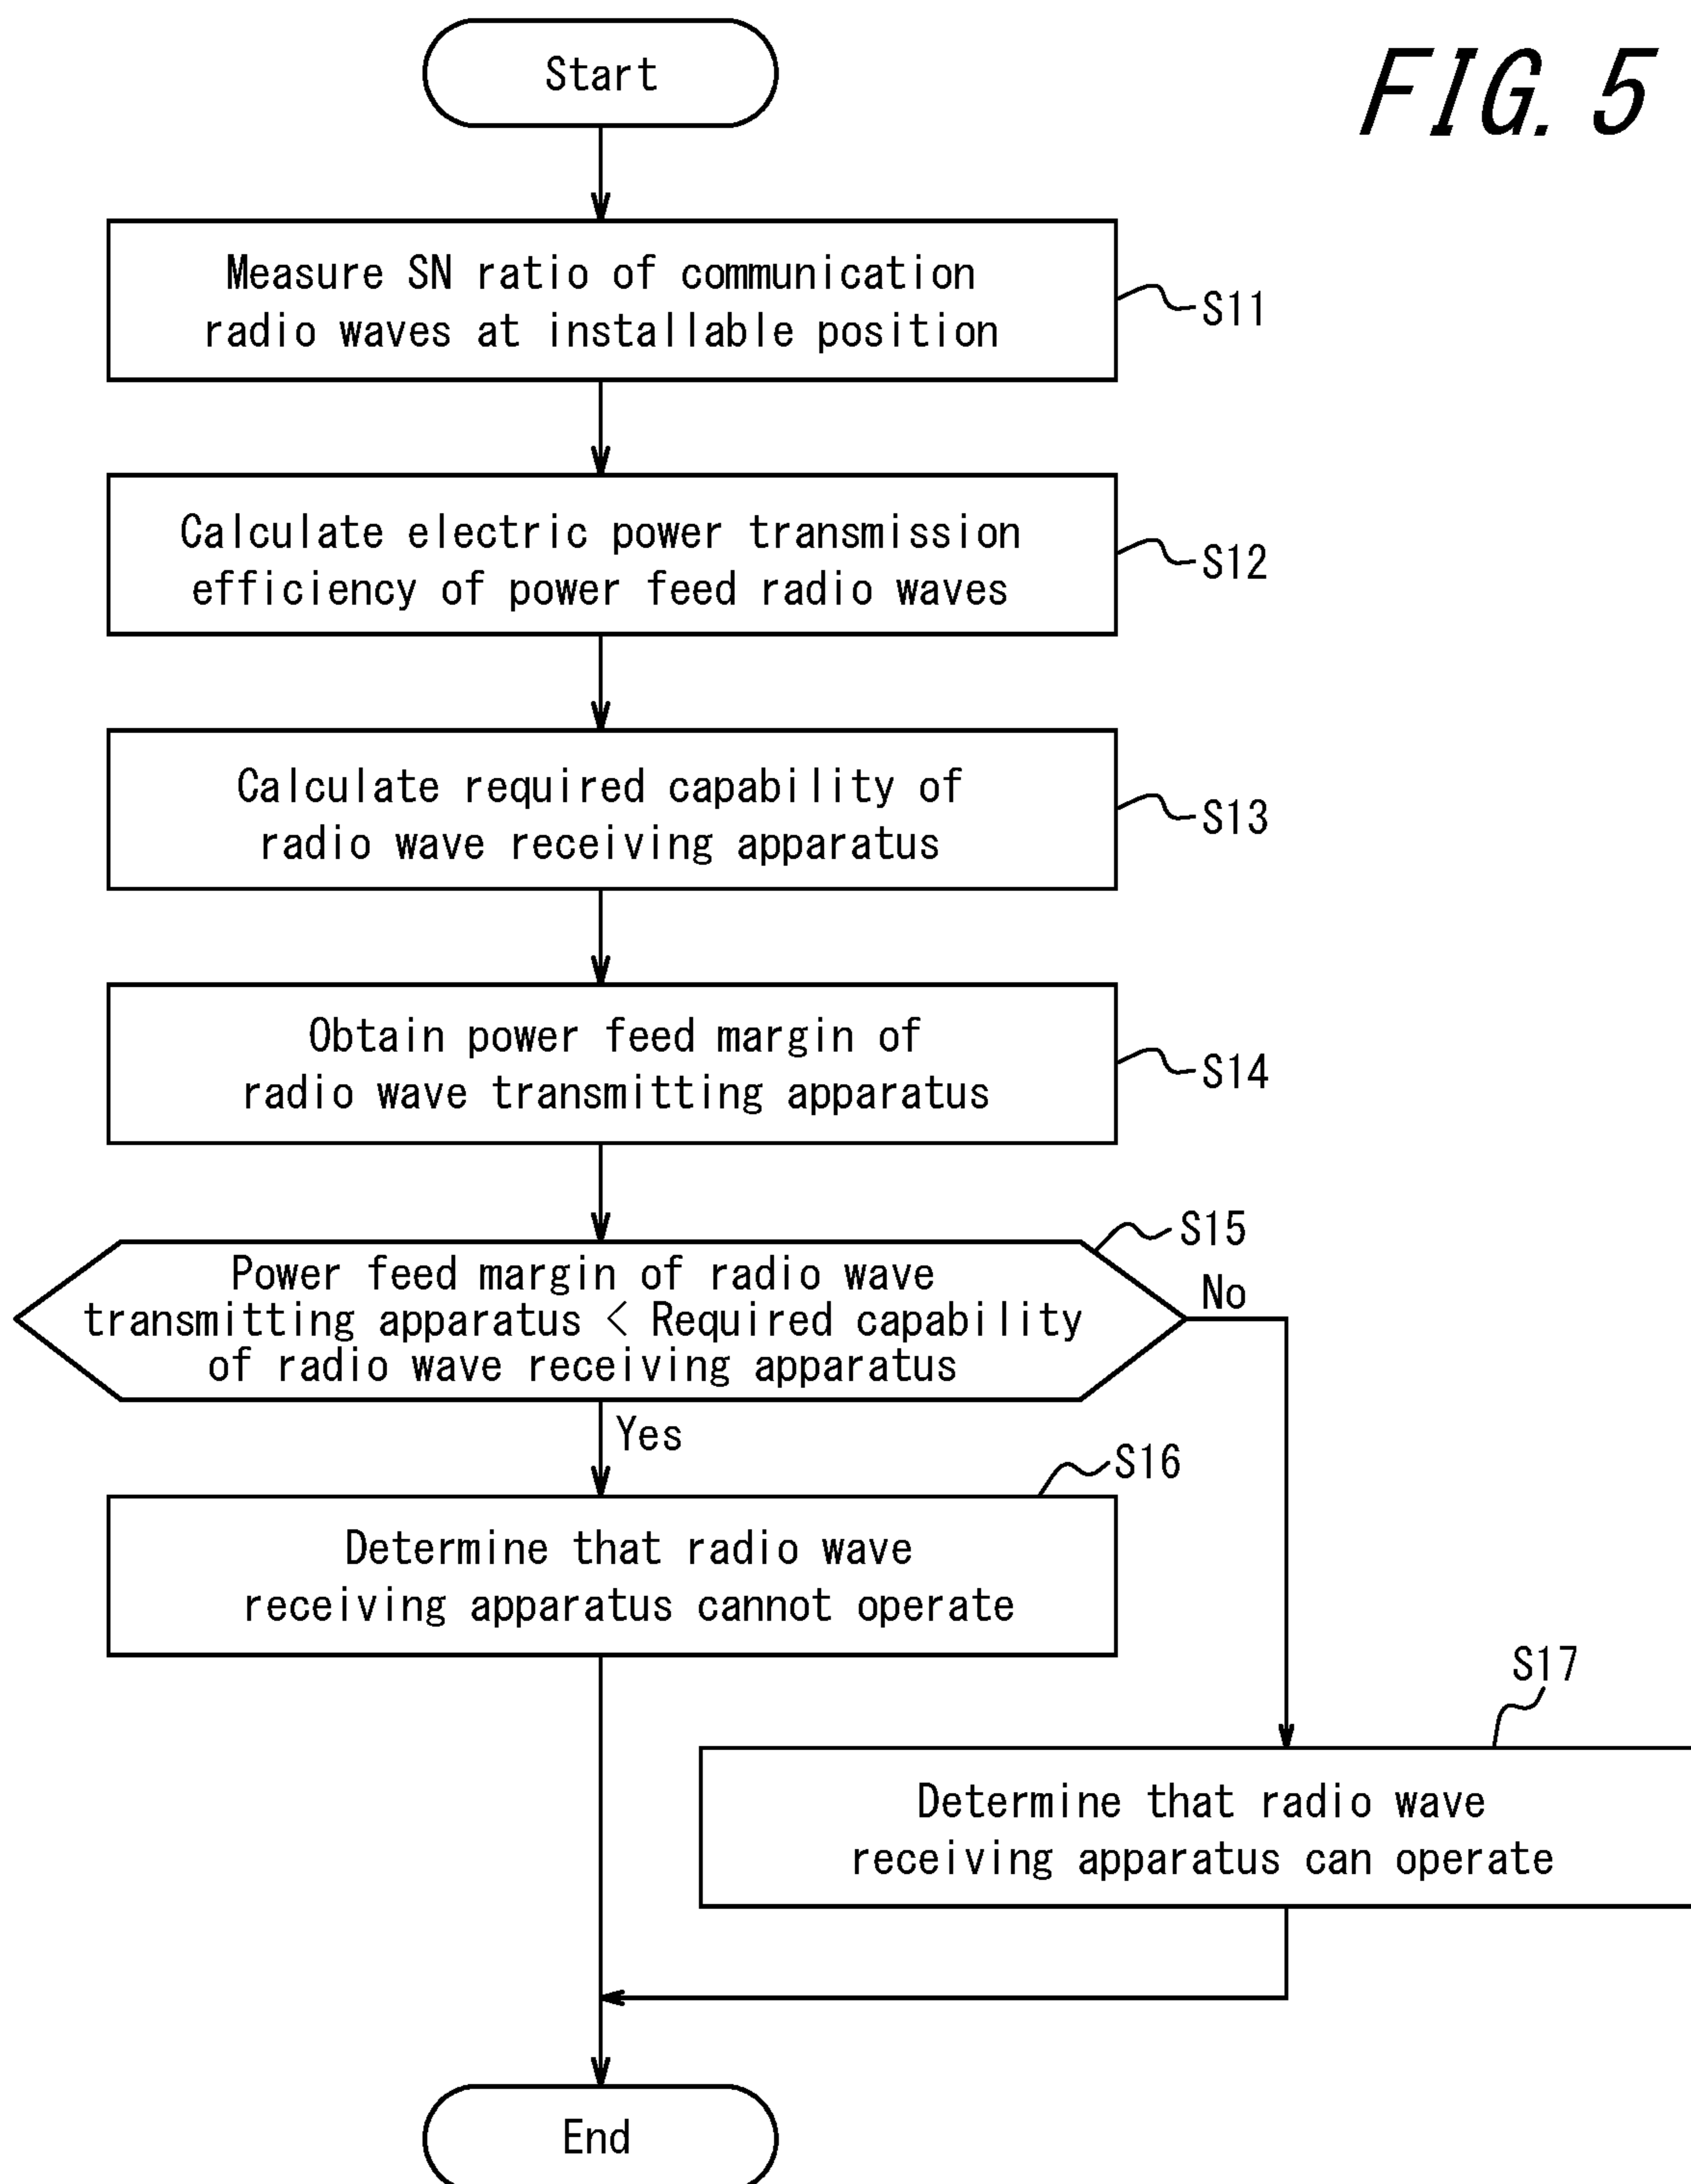 FIG. 5
Start
Measure SN ratio of communication
radio waves at installable position
S11
Calculate electric power transmission
efficiency of power feed radio waves
S12
Calculate required capability of
radio wave receiving apparatus
S13
Obtain power feed margin of
radio wave transmitting apparatus
S14
S15
Power feed margin of radio wave
transmitting apparatus < Required capability
of radio wave receiving apparatus
No
Yes
S16
Determine that radio wave
receiving apparatus cannot operate
S17
Determine that radio wave
receiving apparatus can operate
End